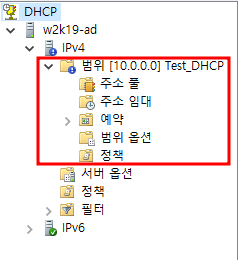 DHCP
w2k19-ad
IPv4
범위 [10.0.0.0] Test_DHCP
주소 풀
주소 임대
예약
범위 옵션
정책
서버 옵션
정책
필터
IPv6